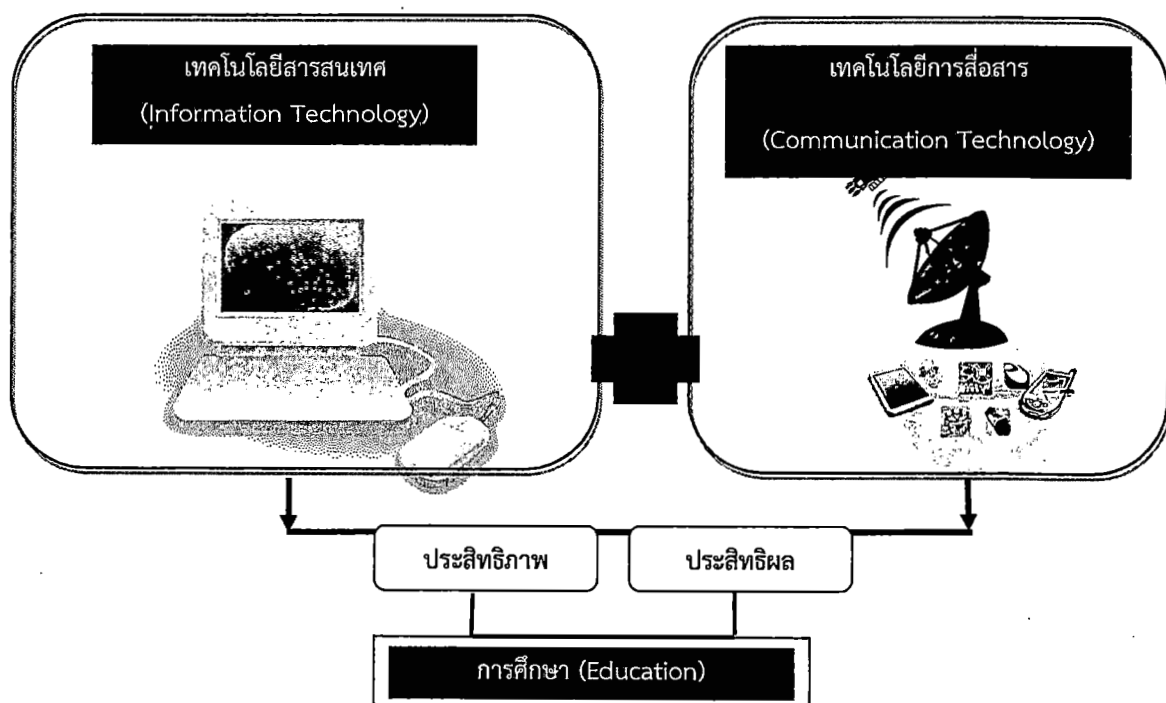 เทคโนโลยีสารสนเทศ
(Information Technology)
เทคโนโลยีการสื่อสาร
(Communication Technology)
ประสิทธิภาพ
ประสิทธิผล
การศึกษา (Education)